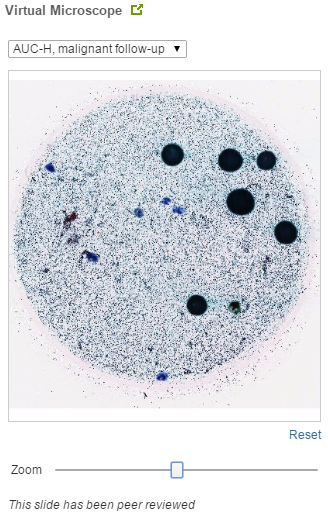 Virtual Microscope
AUC-H, malignant follow-up
Reset
Zoom
This slide has been peer reviewed